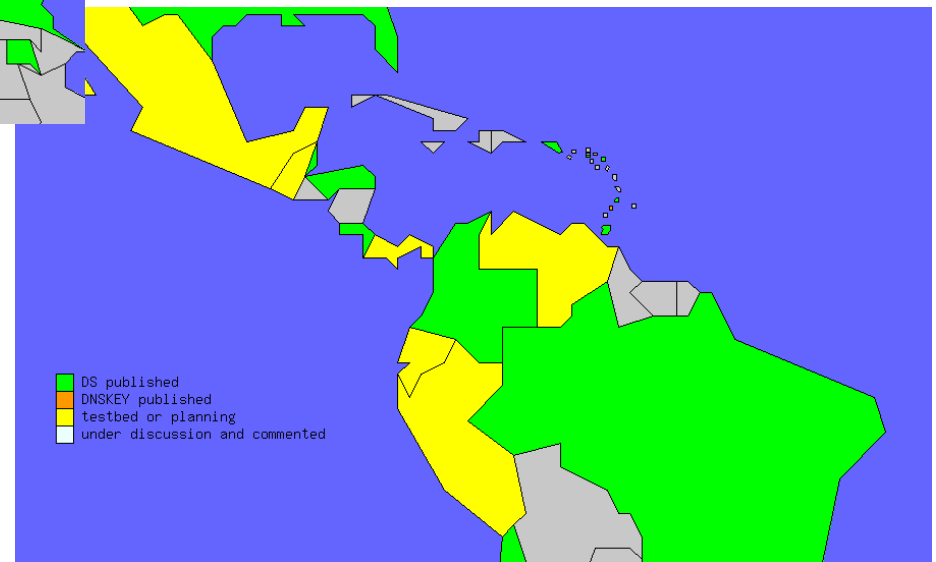 DS published
DNSKEY published
testbed or planning
under discussion and commented